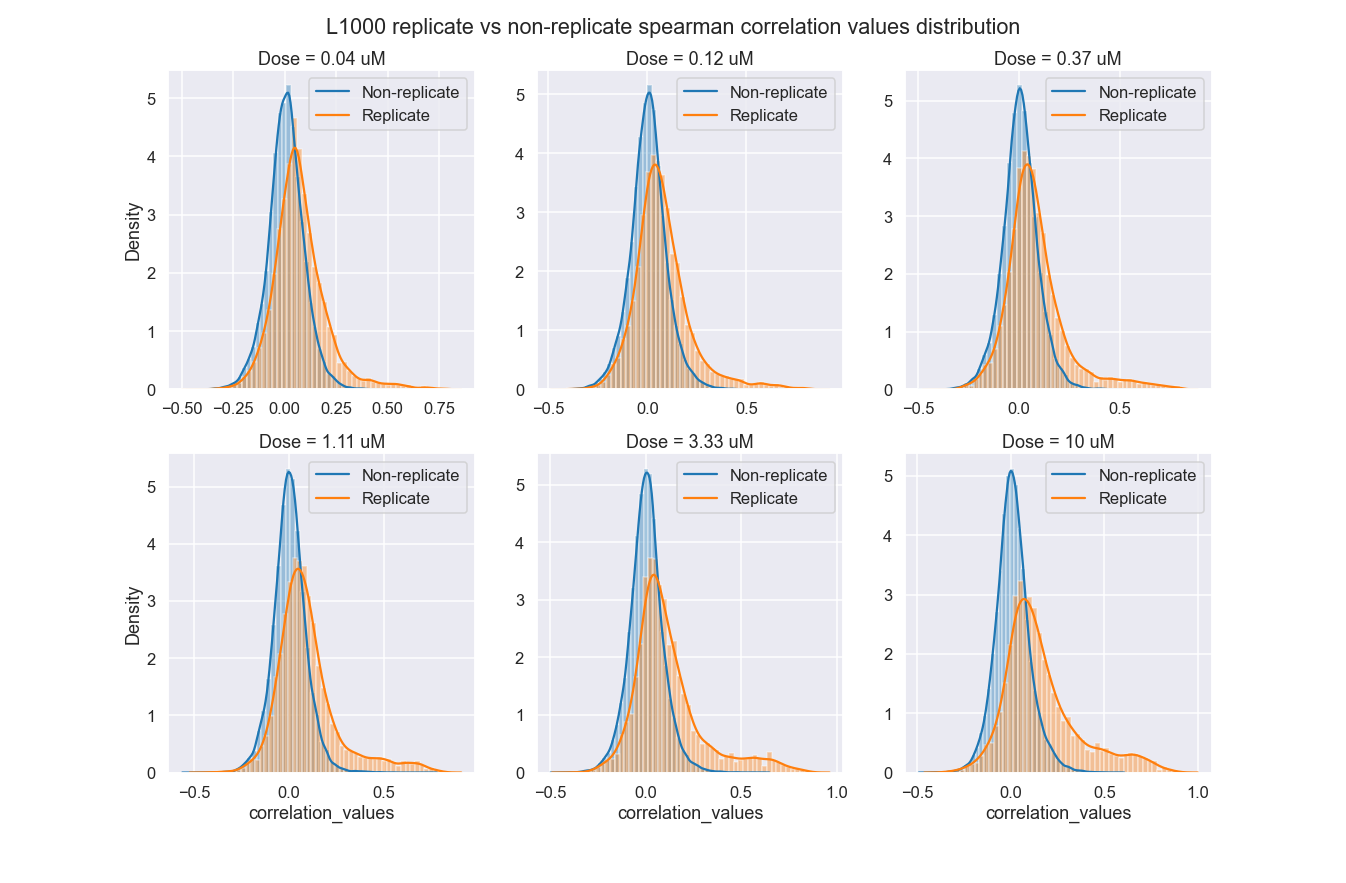 L1000 replicate vs non-replicate spearman correlation values distribution
Dose = 0.04 uM
Dose = 0.12 uM
Dose = 0.37 uM
Non-replicate
Replicate
Non-replicate
Replicate
Non-replicate
Replicate
Density
5
4
3
2
1
0
5
4
3
2
1
0
5
4
3
2
1
0
−0.50 −0.25 0.00 0.25 0.50 0.75
−0.5 0.0 0.5
−0.5 0.0 0.5
Dose = 1.11 uM
Dose = 3.33 uM
Dose = 10 uM
Non-replicate
Replicate
Non-replicate
Replicate
Non-replicate
Replicate
Density
5
4
3
2
1
0
5
4
3
2
1
0
5
4
3
2
1
0
−0.5 0.0 0.5
−0.5 0.0 0.5 1.0
−0.5 0.0 0.5 1.0
correlation_values
correlation_values
correlation_values